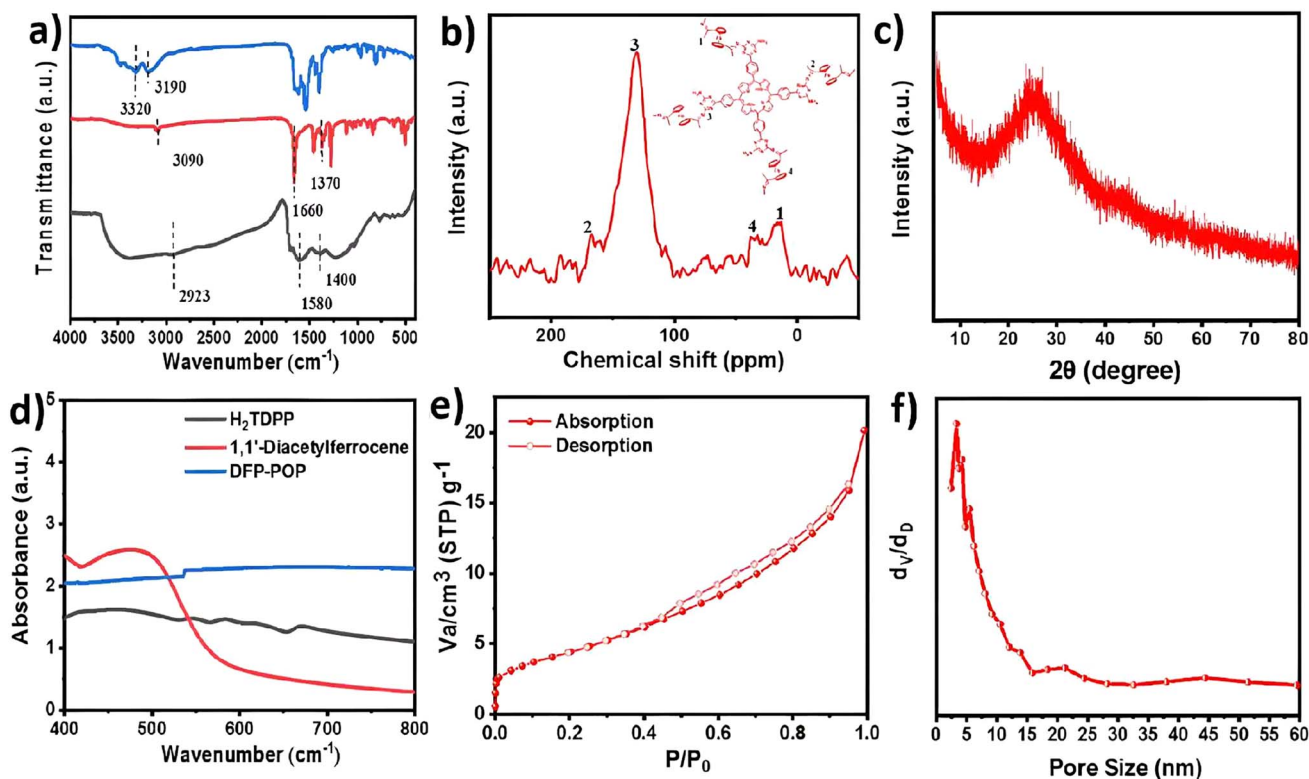 a)
3190
3320
3090
1370
1660
1400
2923
1580
Transmittance (a.u.)
4000 3500 3000 2500 2000 1500 1000 500
Wavenumber (cm⁻¹)
b)
3
1
2
3
4
2
4
1
Intensity (a.u.)
200 100 0
Chemical shift (ppm)
c)
Intensity (a.u.)
10 20 30 40 50 60 70 80
2θ (degree)
d)
H₂TDPP
1,1'-Diacetylferrocene
DFP-POP
Absorbance (a.u.)
5
4
3
2
1
0
400 500 600 700 800
Wavenumber (cm⁻¹)
e)
Absorption
Desorption
Va/cm³ (STP) g⁻¹
20
15
10
5
0
0.0 0.2 0.4 0.6 0.8 1.0
P/P₀
f)
dV/dD
0 5 10 15 20 25 30 35 40 45 50 55 60
Pore Size (nm)